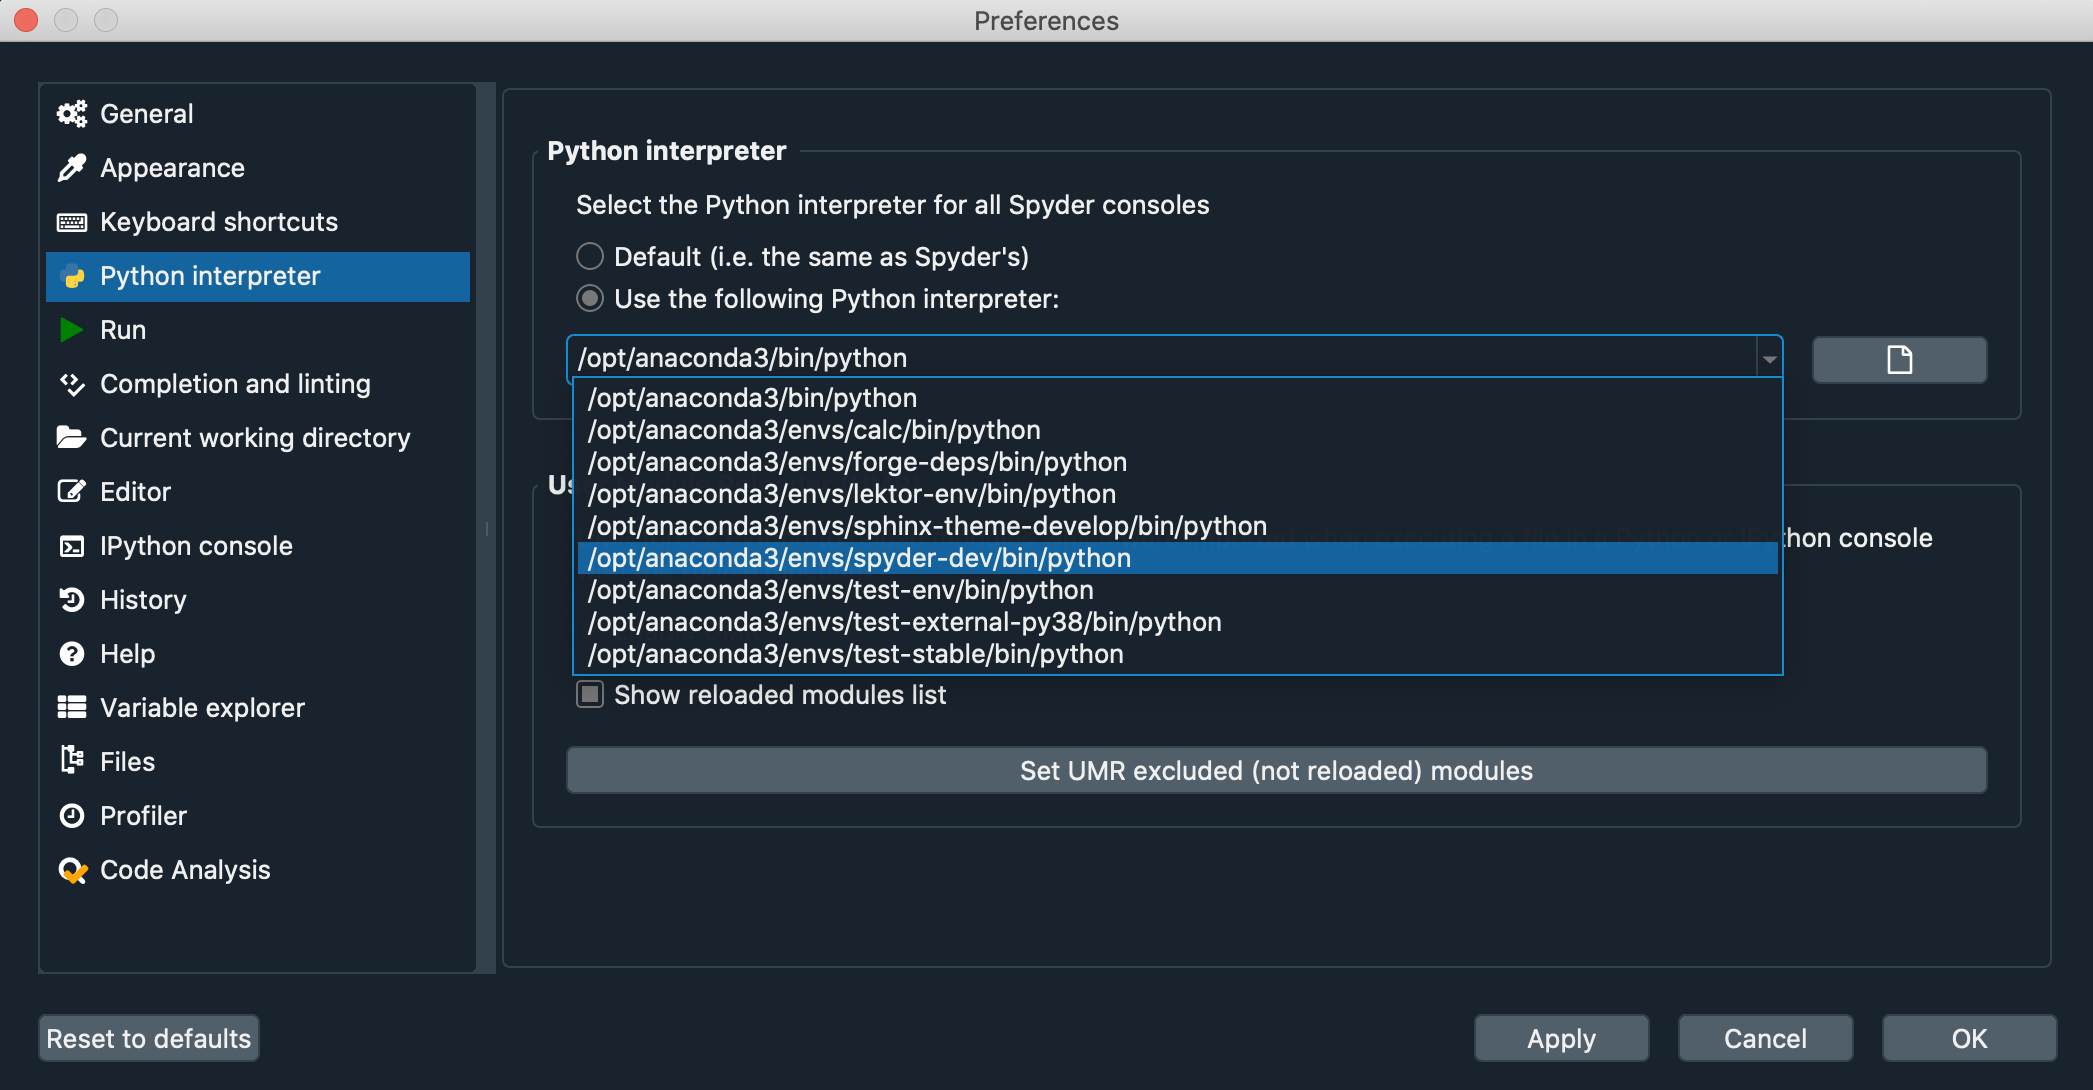 Preferences
General
Appearance
Keyboard shortcuts
Python interpreter
Run
Completion and linting
Current working directory
Editor
IPython console
History
Help
Variable explorer
Files
Profiler
Code Analysis
Python interpreter
Select the Python interpreter for all Spyder consoles
Default (i.e. the same as Spyder's)
Use the following Python interpreter:
/opt/anaconda3/bin/python
/opt/anaconda3/bin/python
/opt/anaconda3/envs/calc/bin/python
/opt/anaconda3/envs/forge-deps/bin/python
/opt/anaconda3/envs/lektor-env/bin/python
/opt/anaconda3/envs/sphinx-theme-develop/bin/python
/opt/anaconda3/envs/spyder-dev/bin/python
/opt/anaconda3/envs/test-env/bin/python
/opt/anaconda3/envs/test-external-py38/bin/python
/opt/anaconda3/envs/test-stable/bin/python
console
Show reloaded modules list
Set UMR excluded (not reloaded) modules
Reset to defaults
Apply
Cancel
OK